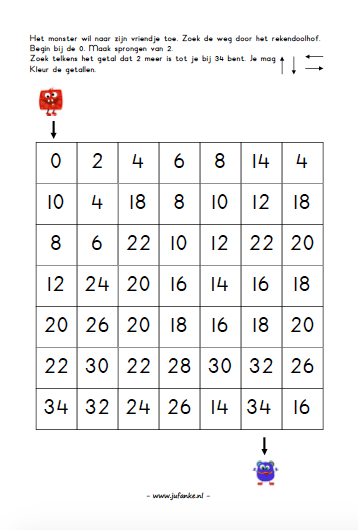 Het monster wil naar zijn vriendje toe. Zoek de weg door het rekendoolhof.
Begin bij de 0. Maak sprongen van 2.
Zoek telkens het getal dat 2 meer is tot je bij 34 bent. Je mag
Kleur de getallen.
0 2 4 6 8 14 4
10 4 18 8 10 12 18
8 6 22 10 12 22 20
12 24 20 16 14 16 18
20 26 20 18 16 18 20
22 30 22 28 30 32 26
34 32 24 26 14 34 16
- www.jufanke.nl -